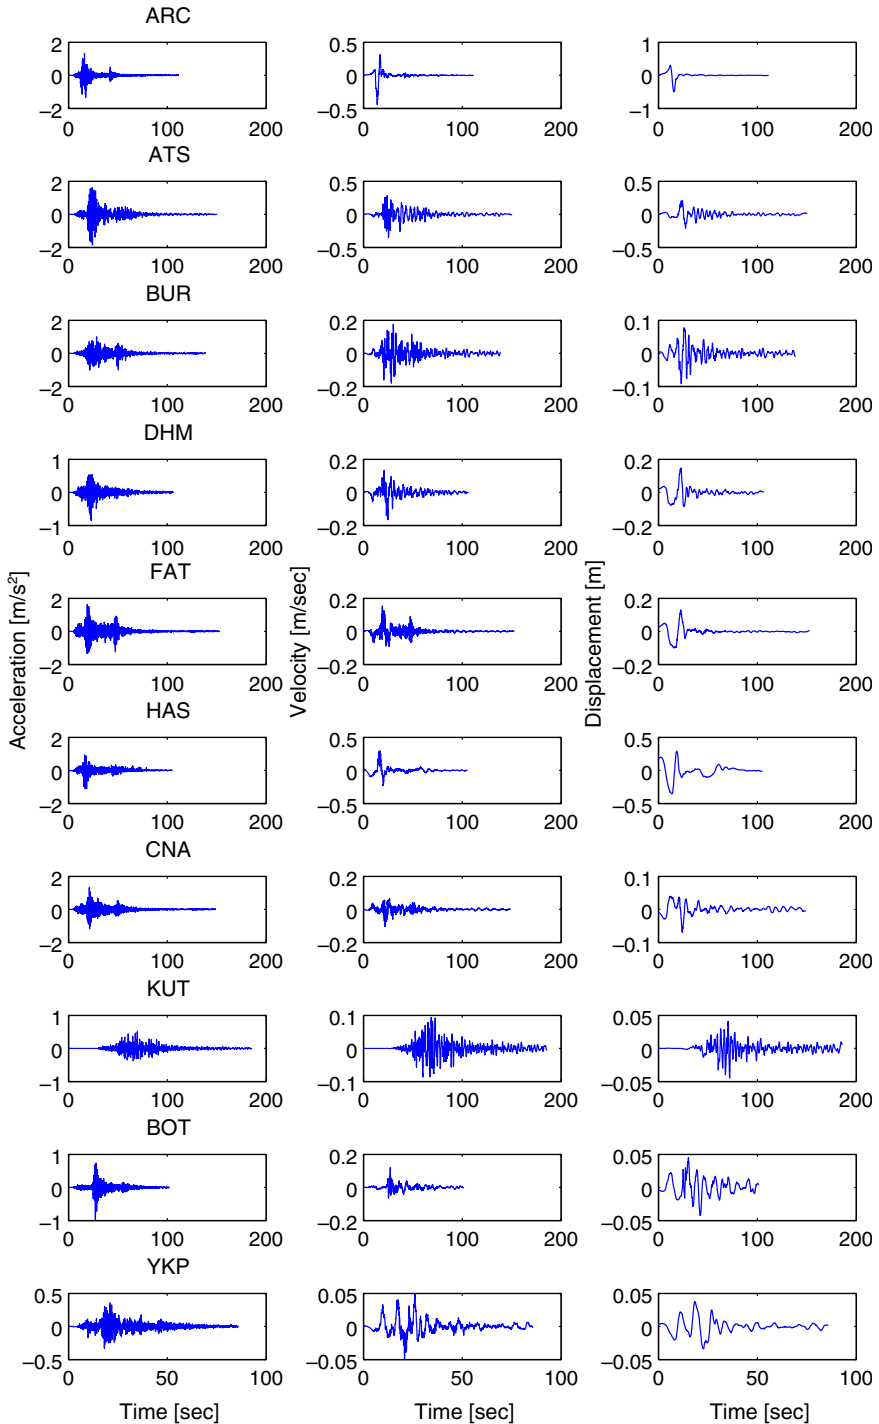 ARC
2 0 −2 0 100 200
0.5 0 −0.5 0 100 200
1 0 −1 0 100 200
ATS
2 0 −2 0 100 200
0.5 0 −0.5 0 100 200
0.5 0 −0.5 0 100 200
BUR
2 0 −2 0 100 200
0.2 0 −0.2 0 100 200
0.1 0 −0.1 0 100 200
DHM
1 0 −1 0 100 200
0.2 0 −0.2 0 100 200
0.2 0 −0.2 0 100 200
Acceleration [m/s²]
Velocity [m/sec]
Displacement [m]
FAT
2 0 −2 0 100 200
0.2 0 −0.2 0 100 200
0.2 0 −0.2 0 100 200
HAS
2 0 −2 0 100 200
0.5 0 −0.5 0 100 200
0.5 0 −0.5 0 100 200
CNA
2 0 −2 0 100 200
0.2 0 −0.2 0 100 200
0.1 0 −0.1 0 100 200
KUT
1 0 −1 0 100 200
0.1 0 −0.1 0 100 200
0.05 0 −0.05 0 100 200
BOT
1 0 −1 0 100 200
0.2 0 −0.2 0 100 200
0.05 0 −0.05 0 50 100
YKP
0.5 0 −0.5 0 50 100
0.05 0 0.05 0 50 100
0.05 0 −0.05 0 50 100
Time [sec]
Time [sec]
Time [sec]